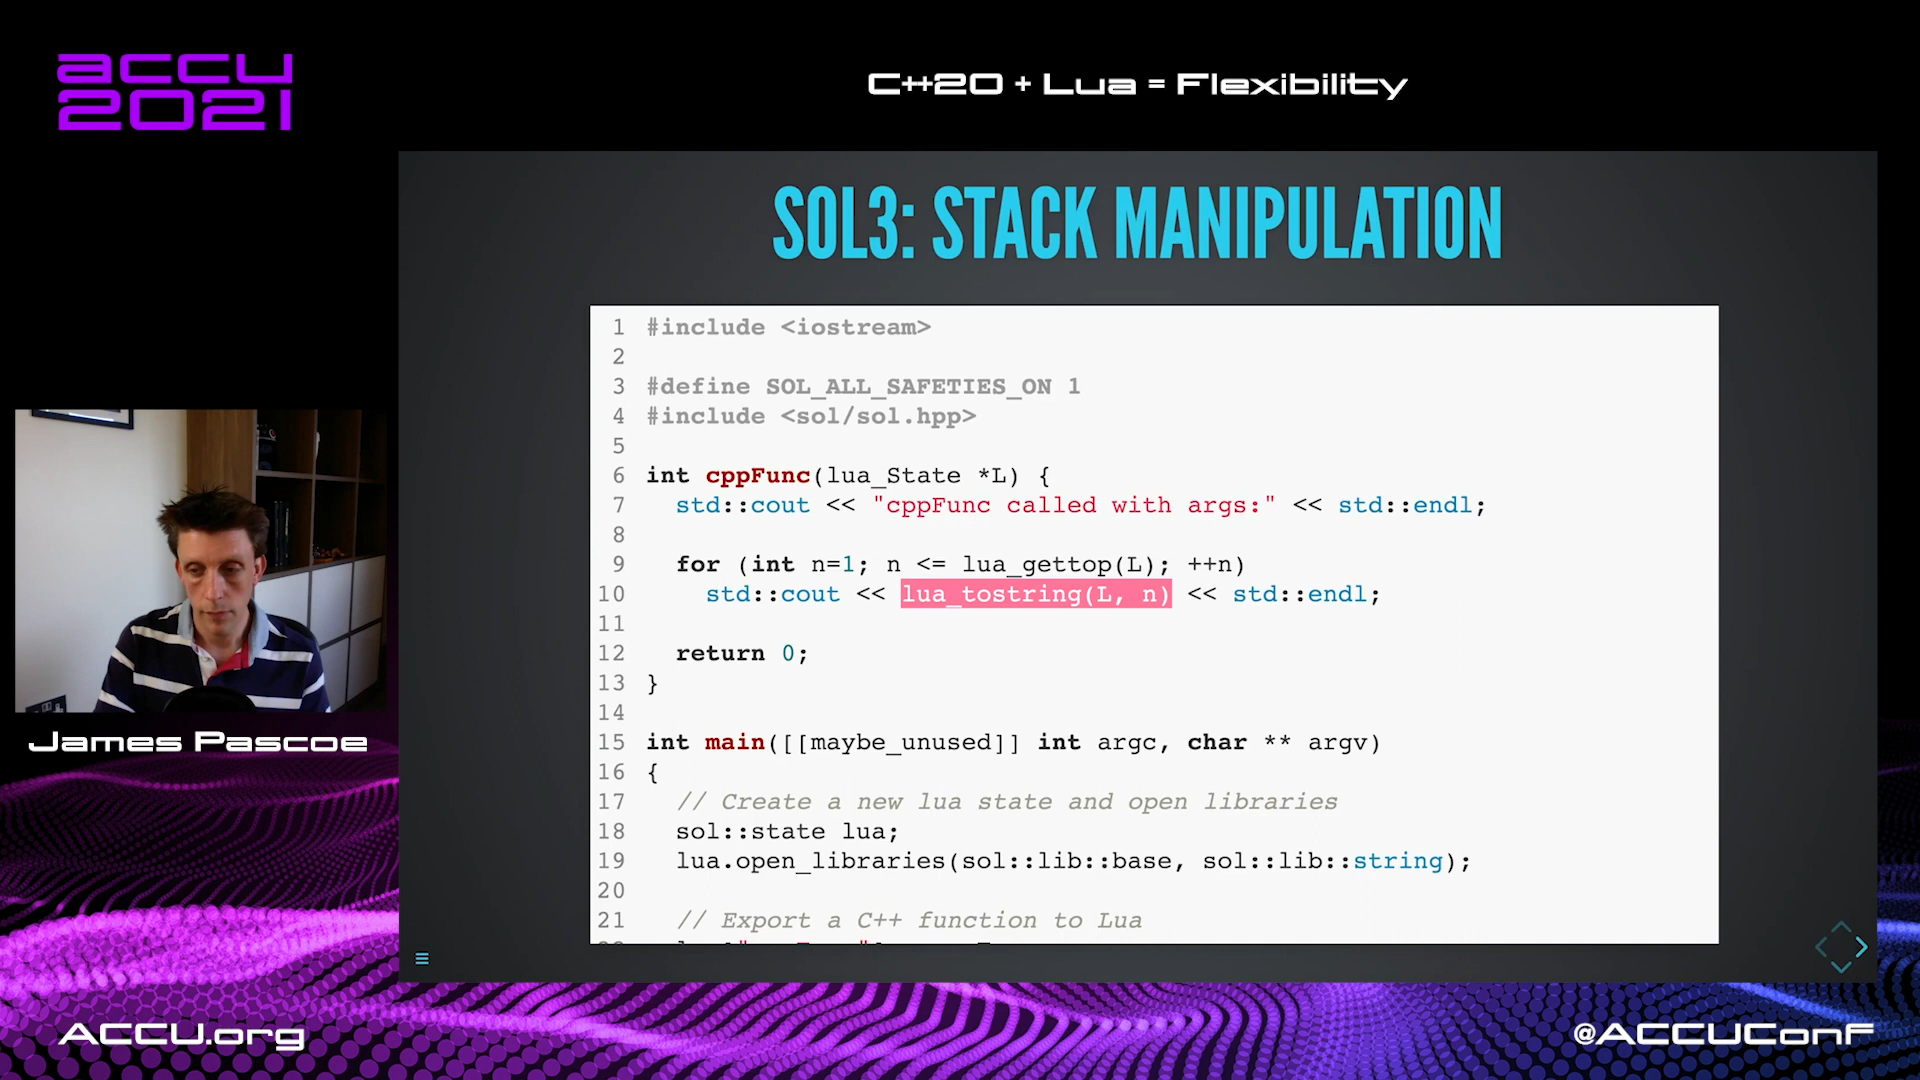 accu
2021
C++20 + Lua = Flexibility
SOL3: STACK MANIPULATION
1 #include <iostream>
2
3 #define SOL_ALL_SAFETIES_ON 1
4 #include <sol/sol.hpp>
5
6 int cppFunc(lua_State *L) {
7 std::cout << "cppFunc called with args:" << std::endl;
8
9 for (int n=1; n <= lua_gettop(L); ++n)
10 std::cout << lua_tostring(L, n) << std::endl;
11
12 return 0;
13 }
14
15 int main([[maybe_unused]] int argc, char ** argv)
16 {
17 // Create a new lua state and open libraries
18 sol::state lua;
19 lua.open_libraries(sol::lib::base, sol::lib::string);
20
21 // Export a C++ function to Lua
James Pascoe
ACCU.org
@ACCUConf